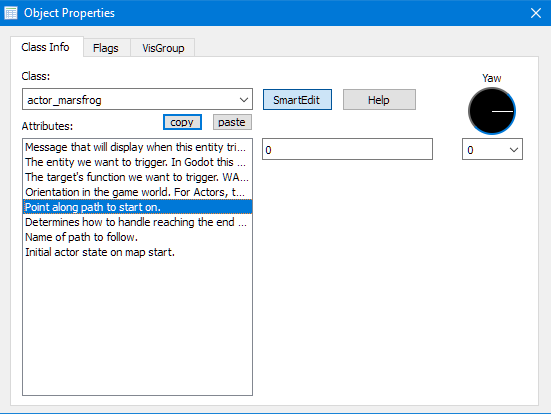 Object Properties
Class Info
Flags
VisGroup
Class:
actor_marsfrog
SmartEdit
Help
Yaw
Attributes:
copy
paste
Message that will display when this entity tri...
The entity we want to trigger. In Godot this ...
The target's function we want to trigger. WA...
Orientation in the game world. For Actors, t...
Point along path to start on.
Determines how to handle reaching the end ...
Name of path to follow.
Initial actor state on map start.
0
0